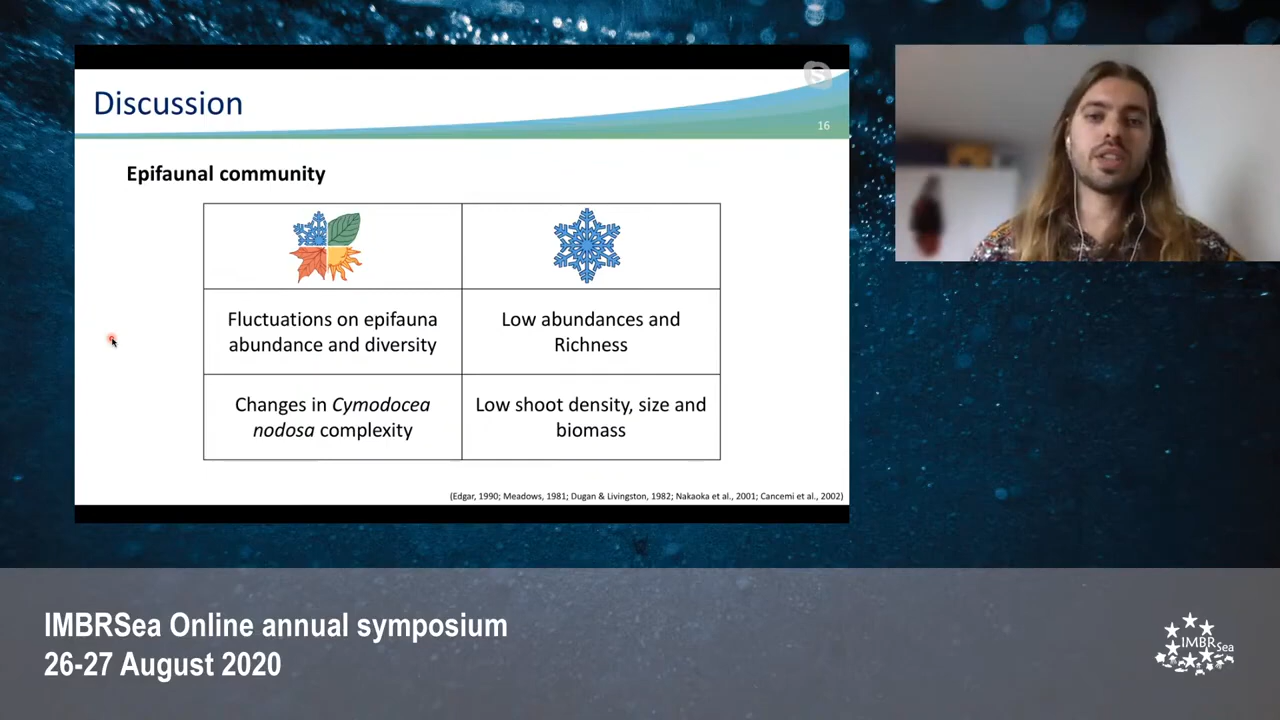 Discussion
16
Epifaunal community
Fluctuations on epifauna
abundance and diversity
Low abundances and
Richness
Changes in Cymodocea
nodosa complexity
Low shoot density, size and
biomass
(Edgar, 1990; Meadows, 1981; Dugan & Livingston, 1982; Nakaoka et al., 2001; Cancemi et al., 2002)
IMBRSea Online annual symposium
26-27 August 2020
IMBRSea